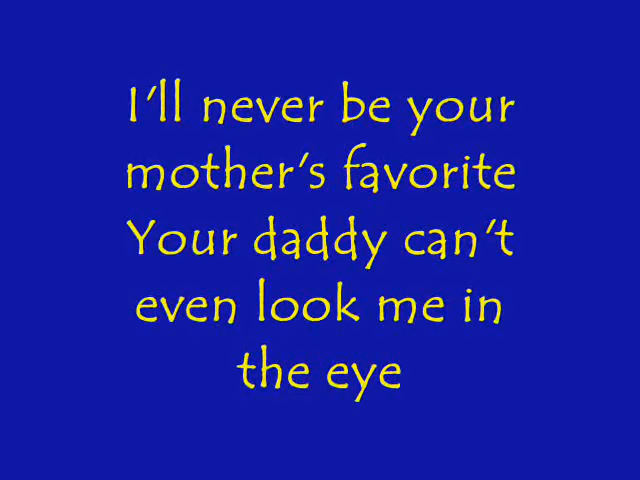 I'll never be your
mother's favorite
Your daddy can't
even look me in
the eye